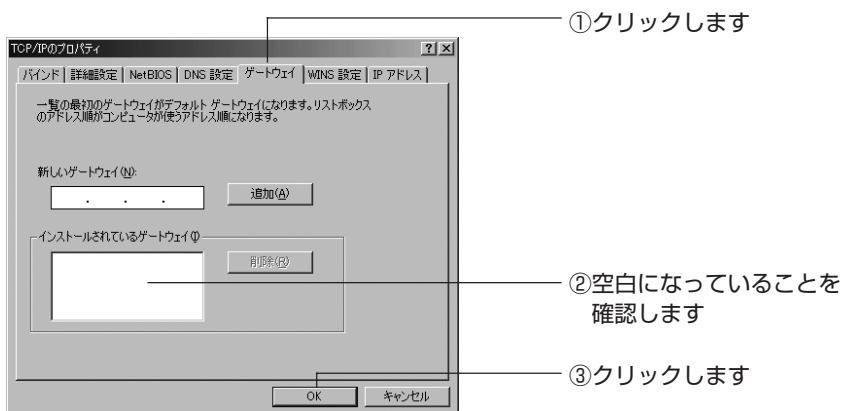 ①クリックします
TCP/IPのプロパティ
? ×
バインド 詳細設定 NetBIOS DNS 設定 ゲートウェイ WINS 設定 IP アドレス
一覧の最初のゲートウェイがデフォルト ゲートウェイになります。リストボックス
のアドレス順がコンピュータが使うアドレス順になります。
新しいゲートウェイ(N):
. . .
追加(A)
インストールされているゲートウェイ(I)
削除(R)
②空白になっていることを
確認します
③クリックします
OK キャンセル